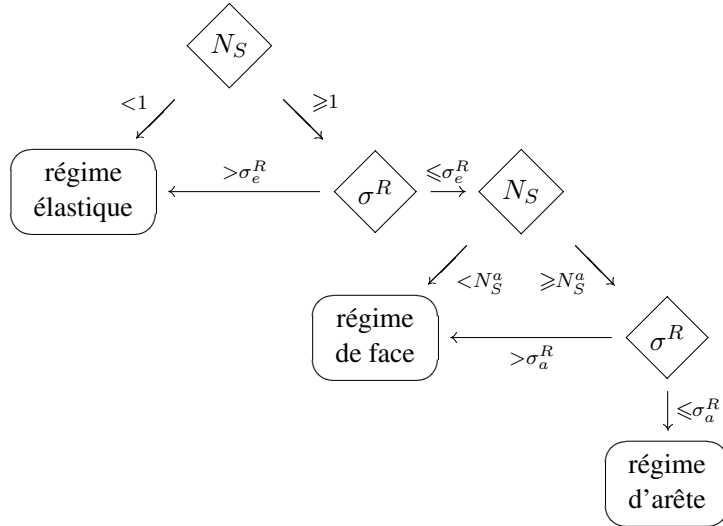 N_S
<1
⩾1
régime
élastique
>σ_e^R
σ^R
⩽σ_e^R
N_S
<N_S^a
⩾N_S^a
régime
de face
>σ_a^R
σ^R
⩽σ_a^R
régime
d'arête